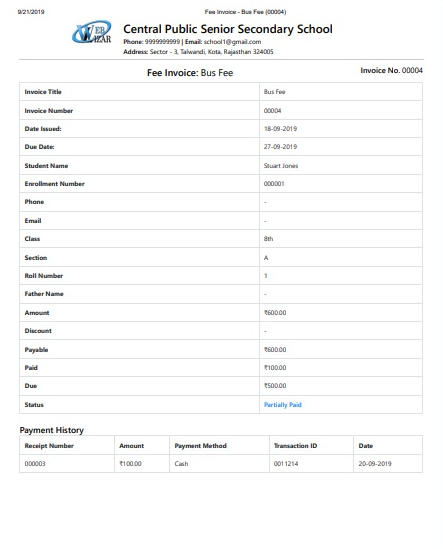 9/21/2019 Fee Invoice - Bus Fee (00004)
WEB WIZAR
Central Public Senior Secondary School
Phone: 9999999999 | Email: school1@gmail.com
Address: Sector - 3, Talwandi, Kota, Rajasthan 324005
Fee Invoice: Bus Fee Invoice No. 00004
Invoice Title Bus Fee
Invoice Number 00004
Date Issued: 18-09-2019
Due Date: 27-09-2019
Student Name Stuart Jones
Enrollment Number 000001
Phone -
Email -
Class 8th
Section A
Roll Number 1
Father Name -
Amount ₹600.00
Discount -
Payable ₹600.00
Paid ₹100.00
Due ₹500.00
Status Partially Paid
Payment History
Receipt Number Amount Payment Method Transaction ID Date
000003 ₹100.00 Cash 0011214 20-09-2019